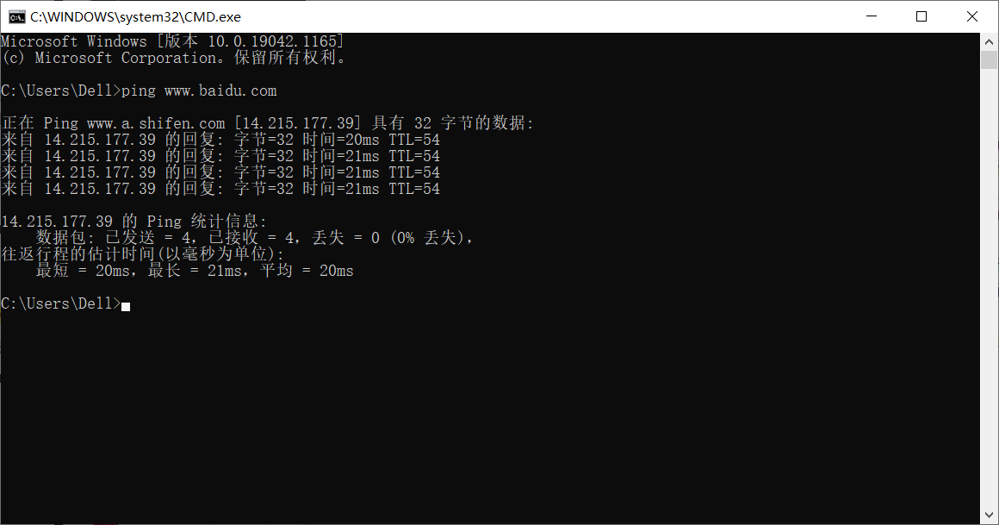 C:\WINDOWS\system32\CMD.exe
Microsoft Windows [版本 10.0.19042.1165]
(c) Microsoft Corporation。保留所有权利。
C:\Users\Dell>ping www.baidu.com
正在 Ping www.a.shifen.com [14.215.177.39] 具有 32 字节的数据:
来自 14.215.177.39 的回复: 字节=32 时间=20ms TTL=54
来自 14.215.177.39 的回复: 字节=32 时间=21ms TTL=54
来自 14.215.177.39 的回复: 字节=32 时间=21ms TTL=54
来自 14.215.177.39 的回复: 字节=32 时间=21ms TTL=54
14.215.177.39 的 Ping 统计信息:
数据包: 已发送 = 4，已接收 = 4，丢失 = 0 (0% 丢失)，
往返行程的估计时间(以毫秒为单位):
最短 = 20ms，最长 = 21ms，平均 = 20ms
C:\Users\Dell>